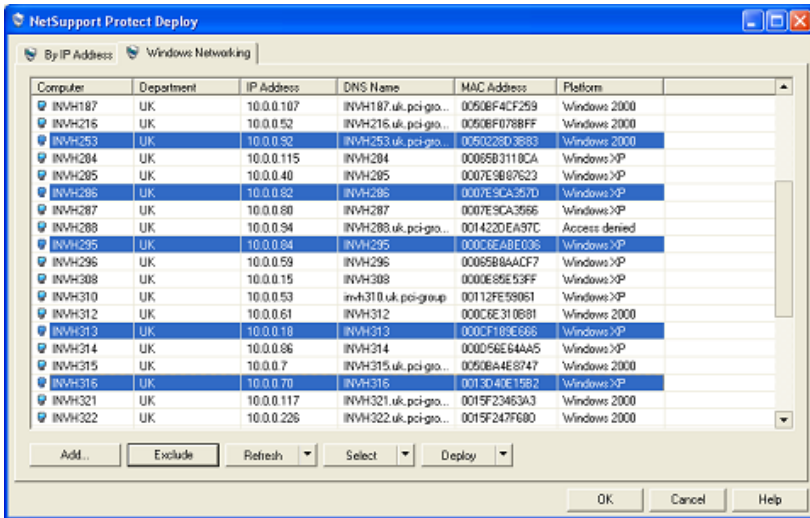 NetSupport Protect Deploy
By IP Address Windows Networking
Computer Department IP Address DNS Name MAC Address Platform
INVH187 UK 10.0.0.107 INVH187.uk.pci-gro... 00508F4CF259 Windows 2000
INVH216 UK 10.0.0.52 INVH216.uk.pci-gro... 00508F078BFF Windows 2000
INVH253 UK 10.0.0.92 INVH253.uk.pci-gro... 0050228D3B83 Windows 2000
INVH284 UK 10.0.0.115 INVH284 00065B3118CA Windows XP
INVH285 UK 10.0.0.40 INVH285 0007E9B87623 Windows XP
INVH286 UK 10.0.0.82 INVH286 0007E9CA357D Windows XP
INVH287 UK 10.0.0.80 INVH287 0007E9CA3566 Windows XP
INVH288 UK 10.0.0.94 INVH288.uk.pci-gro... 001422DEA97C Access denied
INVH295 UK 10.0.0.84 INVH295 000C6EABE036 Windows XP
INVH296 UK 10.0.0.59 INVH296 00065B8AACF7 Windows XP
INVH308 UK 10.0.0.15 INVH308 0000E85E53FF Windows XP
INVH310 UK 10.0.0.53 invh310.uk.pci-group 00112FE59061 Windows XP
INVH312 UK 10.0.0.61 INVH312 000C6E310B81 Windows 2000
INVH313 UK 10.0.0.18 INVH313 000CF189E666 Windows XP
INVH314 UK 10.0.0.86 INVH314 000D56E64AA5 Windows XP
INVH315 UK 10.0.0.7 INVH315.uk.pci-gro... 00508A4E8747 Windows 2000
INVH316 UK 10.0.0.70 INVH316 0013D40E15B2 Windows XP
INVH321 UK 10.0.0.117 INVH321.uk.pci-gro... 0015F23463A3 Windows 2000
INVH322 UK 10.0.0.226 INVH322.uk.pci-gro... 0015F247F680 Windows 2000
Add... Exclude Refresh Select Deploy
OK Cancel Help